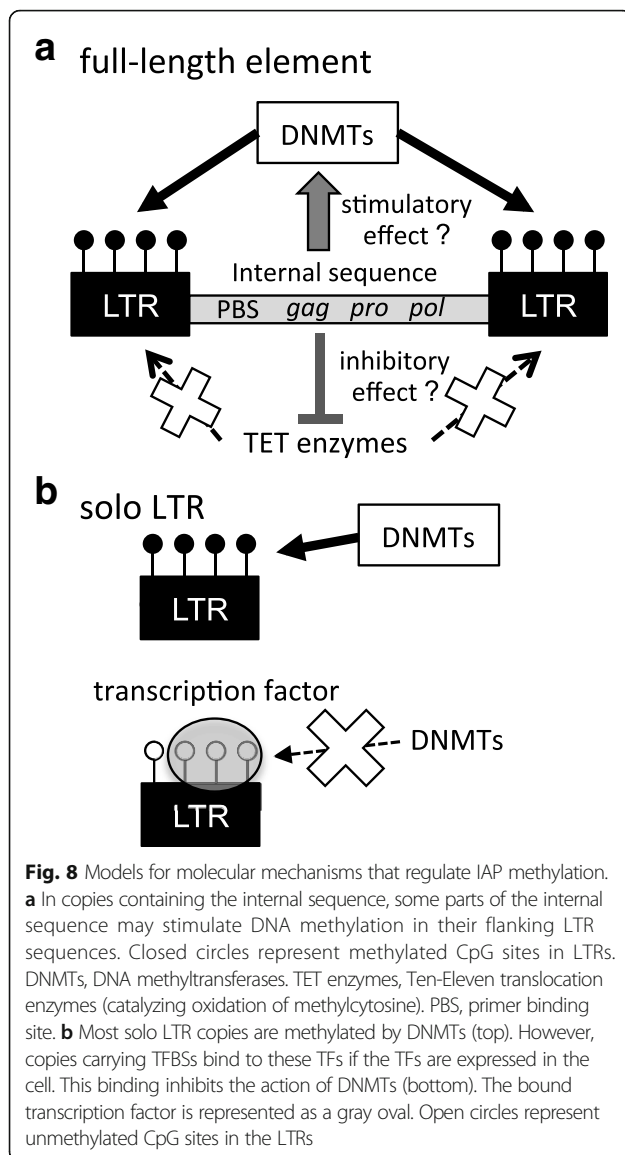 a full-length element
DNMTs
stimulatory
effect ?
Internal sequence
LTR PBS gag pro pol LTR
inhibitory
effect ?
TET enzymes
b solo LTR
DNMTs
LTR
transcription factor
DNMTs
LTR
Fig. 8 Models for molecular mechanisms that regulate IAP methylation.
a In copies containing the internal sequence, some parts of the internal
sequence may stimulate DNA methylation in their flanking LTR
sequences. Closed circles represent methylated CpG sites in LTRs.
DNMTs, DNA methyltransferases. TET enzymes, Ten-Eleven translocation
enzymes (catalyzing oxidation of methylcytosine). PBS, primer binding
site. b Most solo LTR copies are methylated by DNMTs (top). However,
copies carrying TFBSs bind to these TFs if the TFs are expressed in the
cell. This binding inhibits the action of DNMTs (bottom). The bound
transcription factor is represented as a gray oval. Open circles represent
unmethylated CpG sites in the LTRs